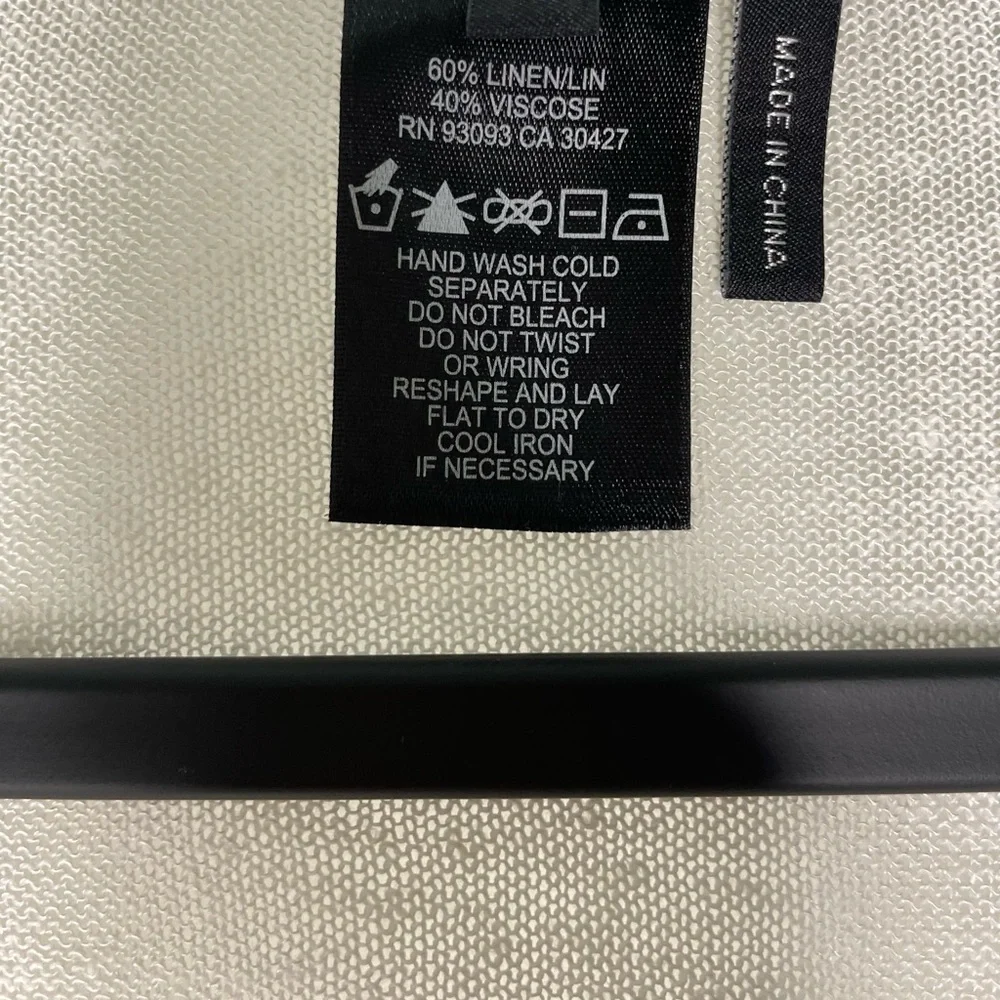 60% LINEN/LIN
40% VISCOSE
RN 93093 CA 30427
HAND WASH COLD
SEPARATELY
DO NOT BLEACH
DO NOT TWIST
OR WRING
RESHAPE AND LAY
FLAT TO DRY
COOL IRON
IF NECESSARY
MADE IN CHINA